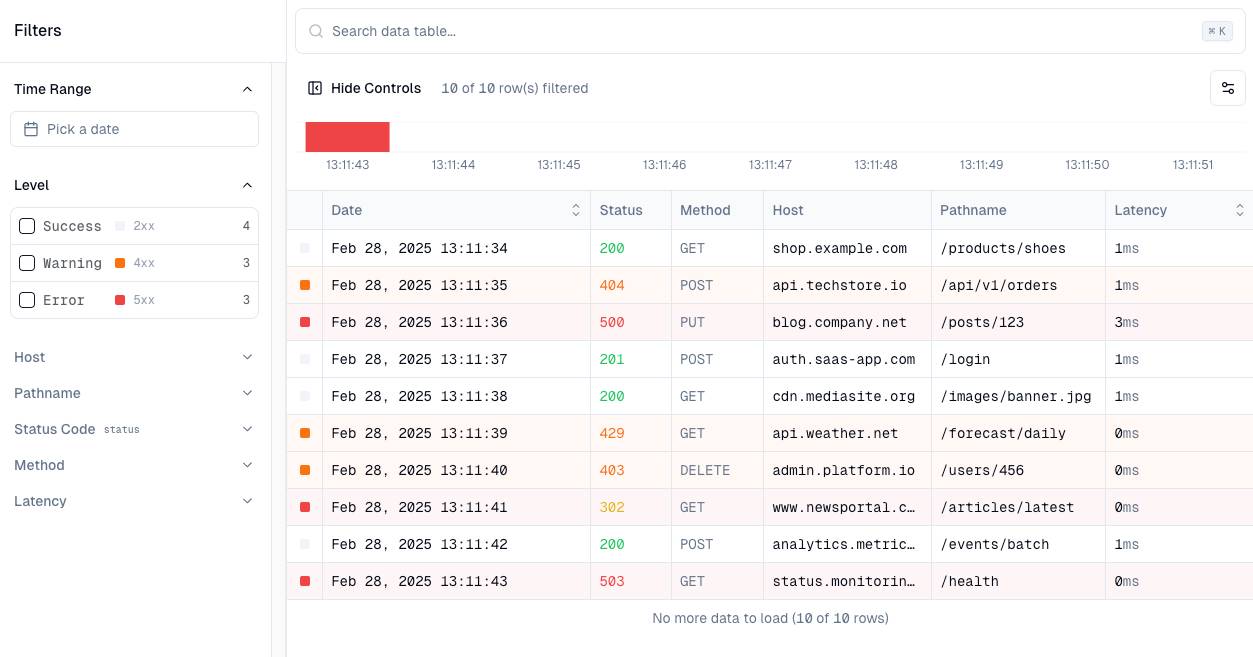 Filters
Time Range
Pick a date
Level
Success 2xx 4
Warning 4xx 3
Error 5xx 3
Host
Pathname
Status Code status
Method
Latency
Search data table… ⌘ K
Hide Controls 10 of 10 row(s) filtered
13:11:43 13:11:44 13:11:45 13:11:46 13:11:47 13:11:48 13:11:49 13:11:50 13:11:51
Date Status Method Host Pathname Latency
Feb 28, 2025 13:11:34 200 GET shop.example.com /products/shoes 1ms
Feb 28, 2025 13:11:35 404 POST api.techstore.io /api/v1/orders 1ms
Feb 28, 2025 13:11:36 500 PUT blog.company.net /posts/123 3ms
Feb 28, 2025 13:11:37 201 POST auth.saas-app.com /login 1ms
Feb 28, 2025 13:11:38 200 GET cdn.mediasite.org /images/banner.jpg 1ms
Feb 28, 2025 13:11:39 429 GET api.weather.net /forecast/daily 0ms
Feb 28, 2025 13:11:40 403 DELETE admin.platform.io /users/456 0ms
Feb 28, 2025 13:11:41 302 GET www.newsportal.c… /articles/latest 0ms
Feb 28, 2025 13:11:42 200 POST analytics.metric… /events/batch 1ms
Feb 28, 2025 13:11:43 503 GET status.monitorin… /health 0ms
No more data to load (10 of 10 rows)